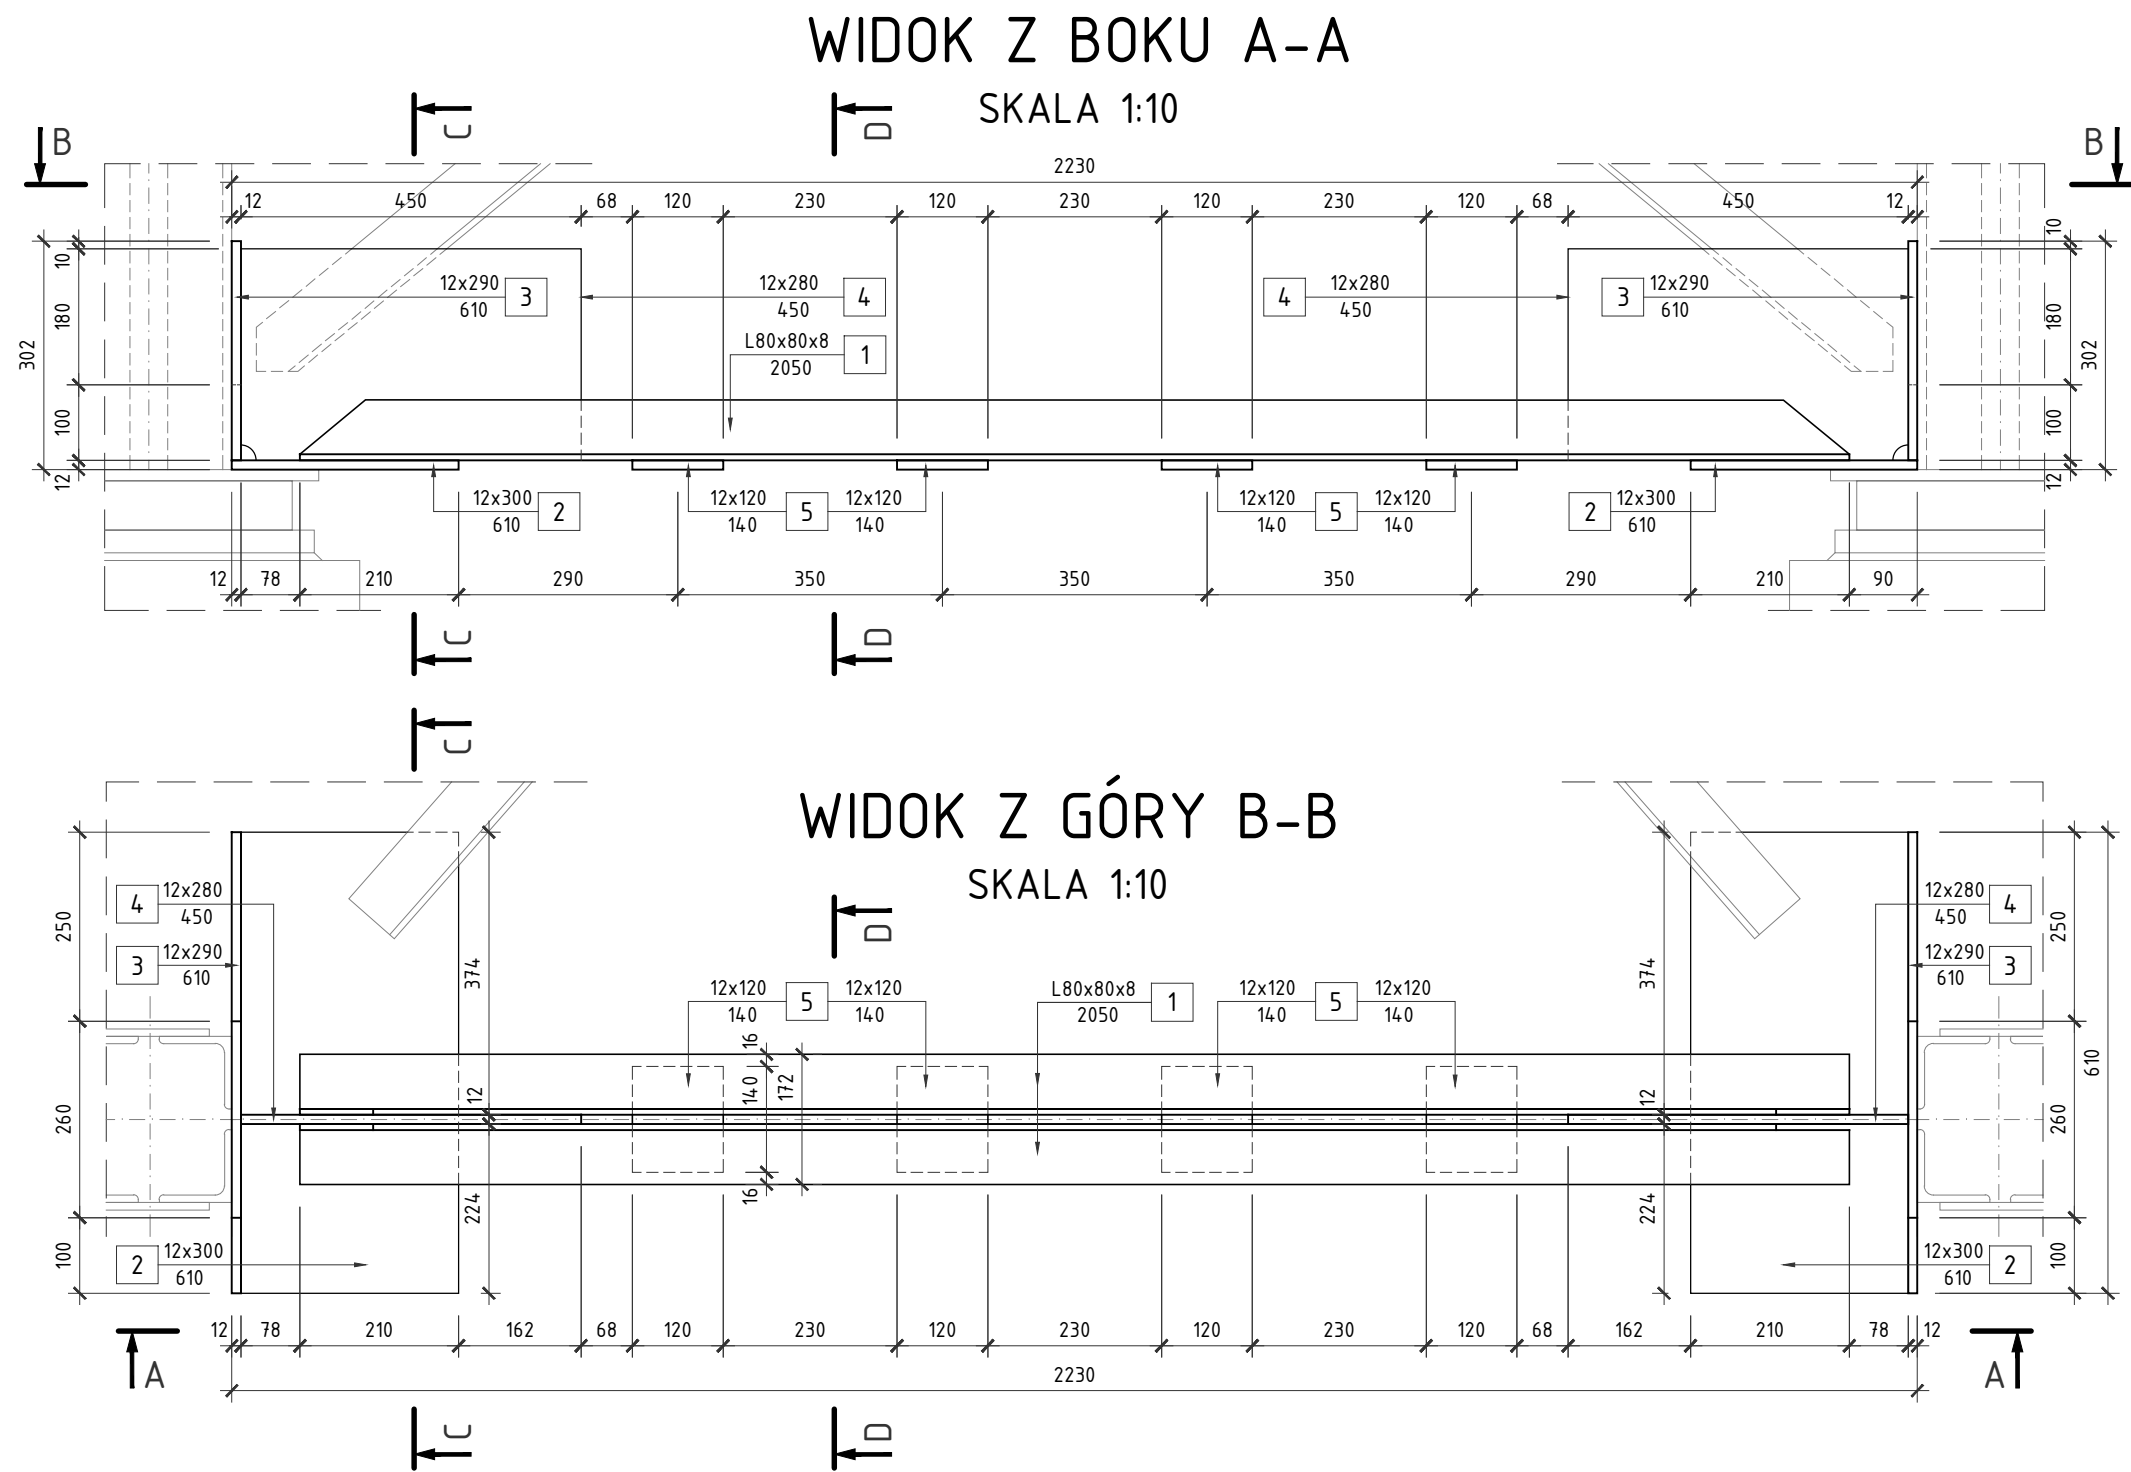 WIDOK Z BOKU A-A
SKALA 1:10
C
D
B
B
2230
12 450 68 120 230 120 230 120 230 120 68 450 12
10
180
100
12
302
10
180
100
12
302
12x290
610
3
12x280
450
4
4
12x280
450
3
12x290
610
L80x80x8
2050
1
12x300
610
2
12x120
140
5
12x120
140
12x120
140
5
12x120
140
2
12x300
610
12 78 210 290 350 350 350 290 210 90
C
D
C
WIDOK Z GÓRY B-B
SKALA 1:10
D
4
12x280
450
3
12x290
610
250
260
100
374
12
224
12x120
140
5
12x120
140
L80x80x8
2050
1
12x120
140
5
12x120
140
16
140
16
172
374
12
224
12x280
450
4
12x290
610
3
250
260
100
610
2
12x300
610
12x300
610
2
12 78 210 162 68 120 230 120 230 120 230 120 68 162 210 78 12
2230
A
A
C
D